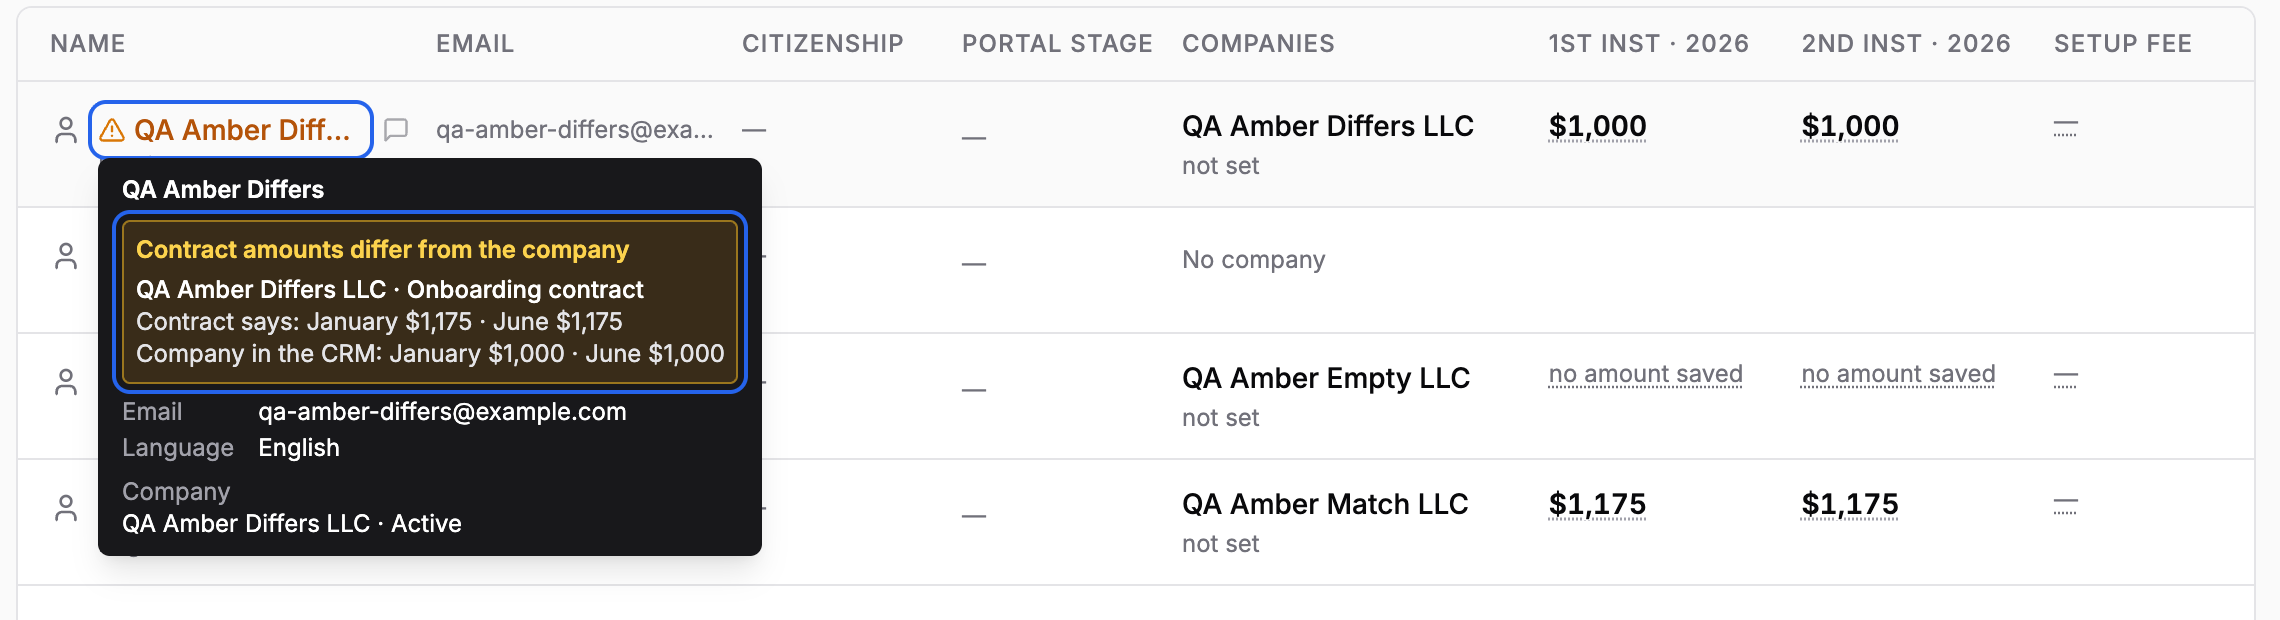 NAME EMAIL CITIZENSHIP PORTAL STAGE COMPANIES 1ST INST · 2026 2ND INST · 2026 SETUP FEE
QA Amber Diff... qa-amber-differs@exa... — — QA Amber Differs LLC $1,000 $1,000 —
not set
QA Amber Differs
Contract amounts differ from the company
QA Amber Differs LLC · Onboarding contract
Contract says: January $1,175 · June $1,175
Company in the CRM: January $1,000 · June $1,000
Email qa-amber-differs@example.com
Language English
Company
QA Amber Differs LLC · Active
— No company
— QA Amber Empty LLC no amount saved no amount saved —
not set
— QA Amber Match LLC $1,175 $1,175 —
not set